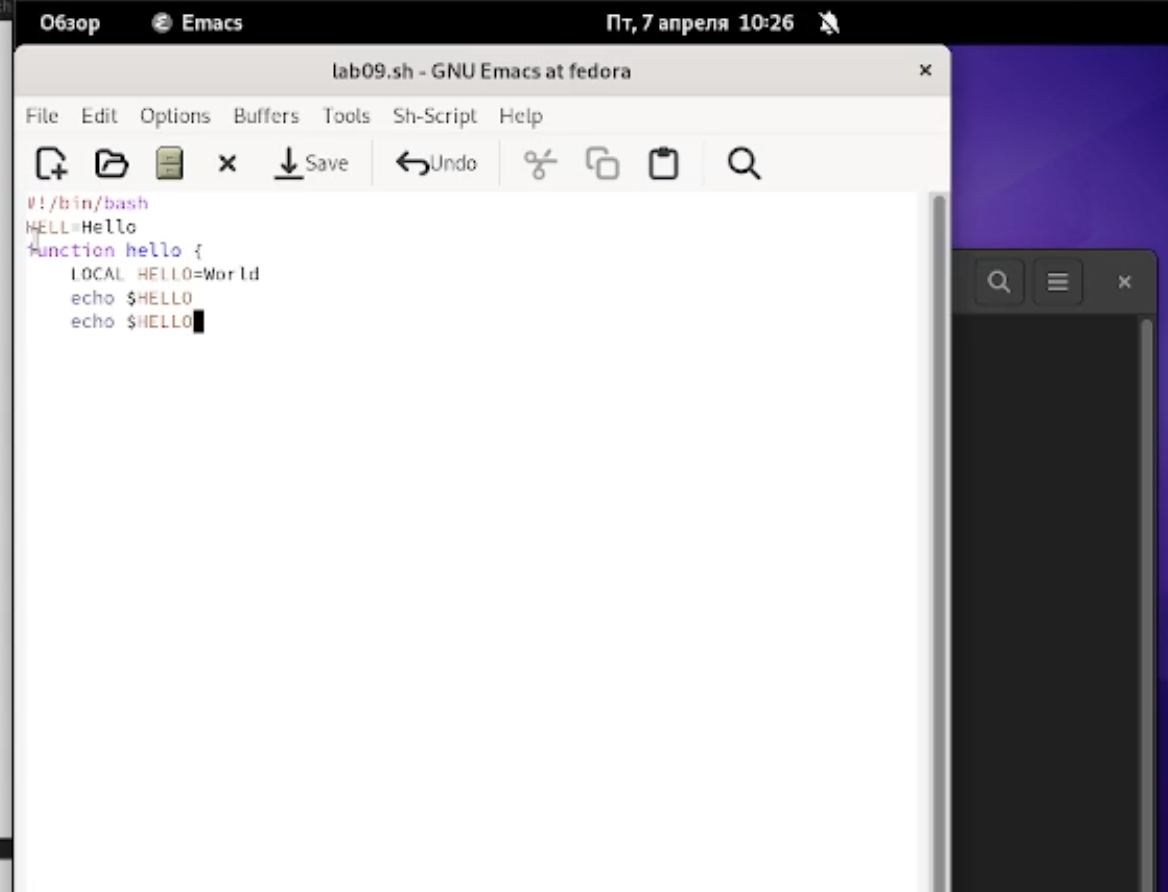 Обзор Emacs Пт, 7 апреля 10:26
lab09.sh - GNU Emacs at fedora
File Edit Options Buffers Tools Sh-Script Help
Save Undo
#!/bin/bash
HELL=Hello
function hello {
LOCAL HELLO=World
echo $HELLO
echo $HELLO